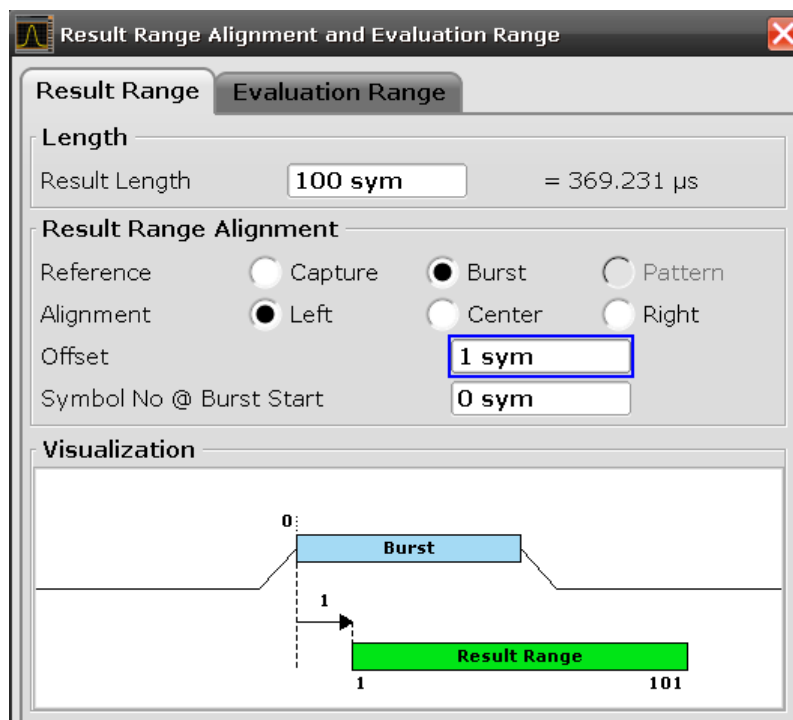 Result Range Alignment and Evaluation Range
Result Range Evaluation Range
Length
Result Length 100 sym = 369.231 µs
Result Range Alignment
Reference Capture Burst Pattern
Alignment Left Center Right
Offset 1 sym
Symbol No @ Burst Start 0 sym
Visualization
0
Burst
1
Result Range
1 101